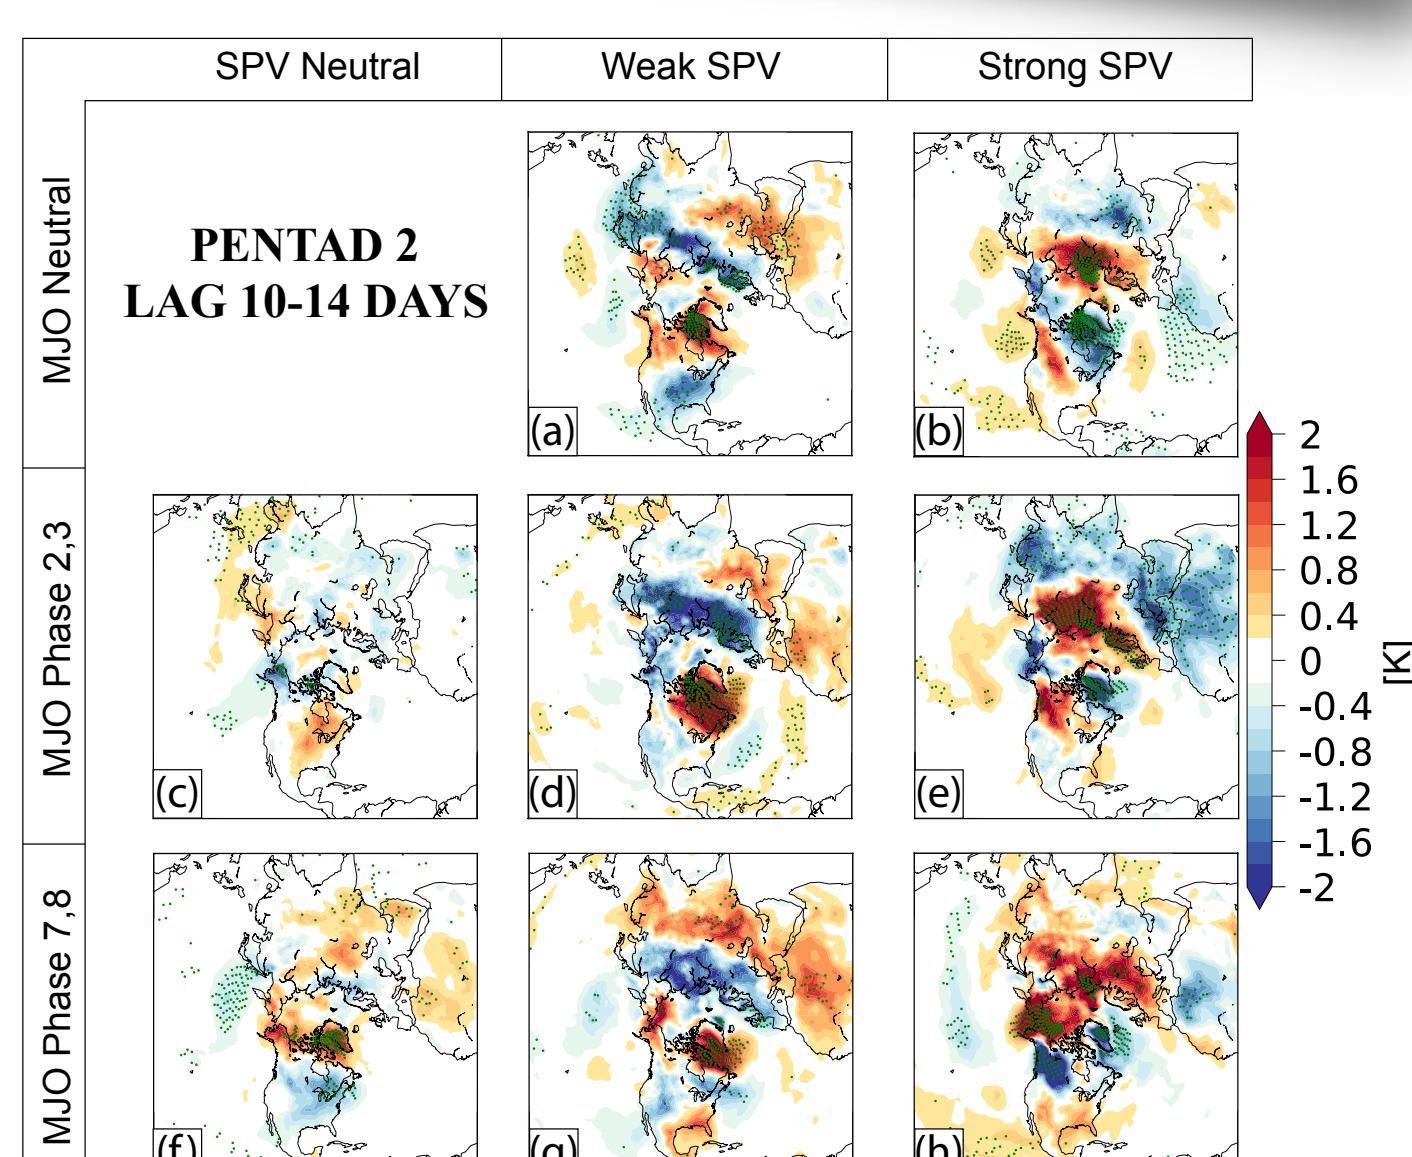 SPV Neutral
Weak SPV
Strong SPV
MJO Neutral
PENTAD 2
LAG 10-14 DAYS
(a)
(b)
MJO Phase 2,3
(c)
(d)
(e)
MJO Phase 7,8
(f)
(g)
(h)
2
1.6
1.2
0.8
0.4
0
-0.4
-0.8
-1.2
-1.6
-2
[K]